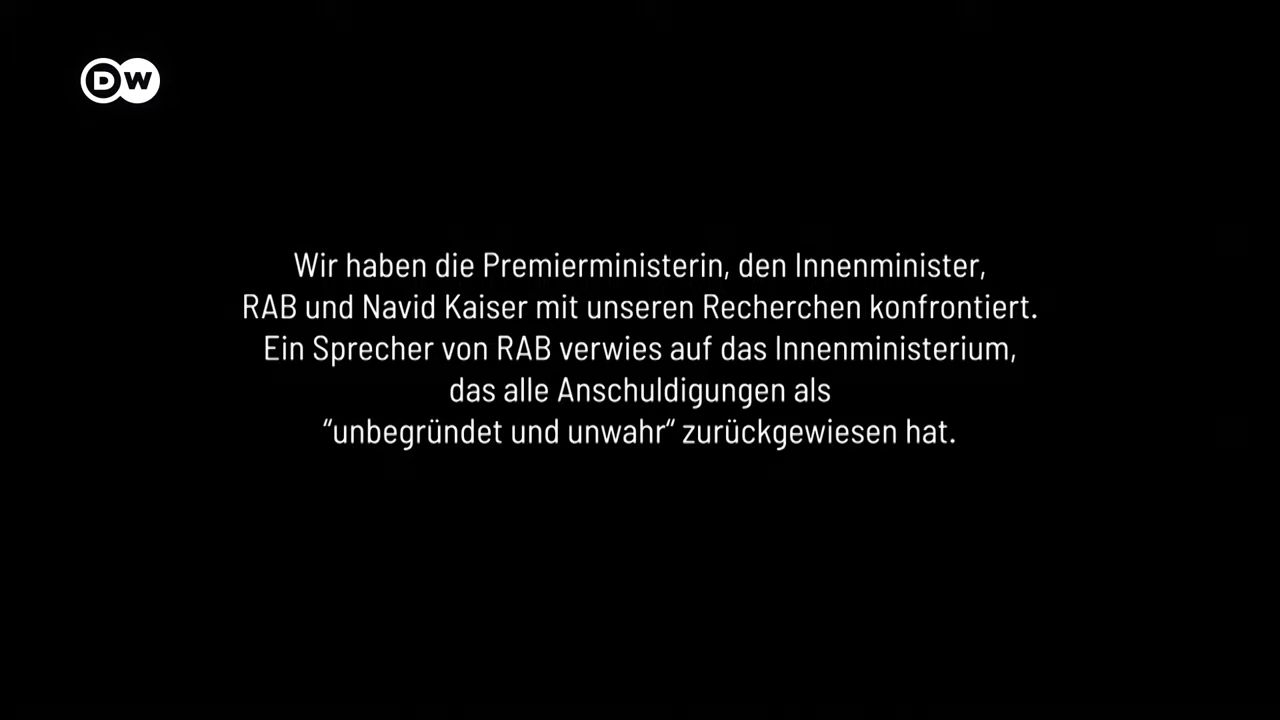 DW
Wir haben die Premierministerin, den Innenminister,
RAB und Navid Kaiser mit unseren Recherchen konfrontiert.
Ein Sprecher von RAB verwies auf das Innenministerium,
das alle Anschuldigungen als
“unbegründet und unwahr“ zurückgewiesen hat.